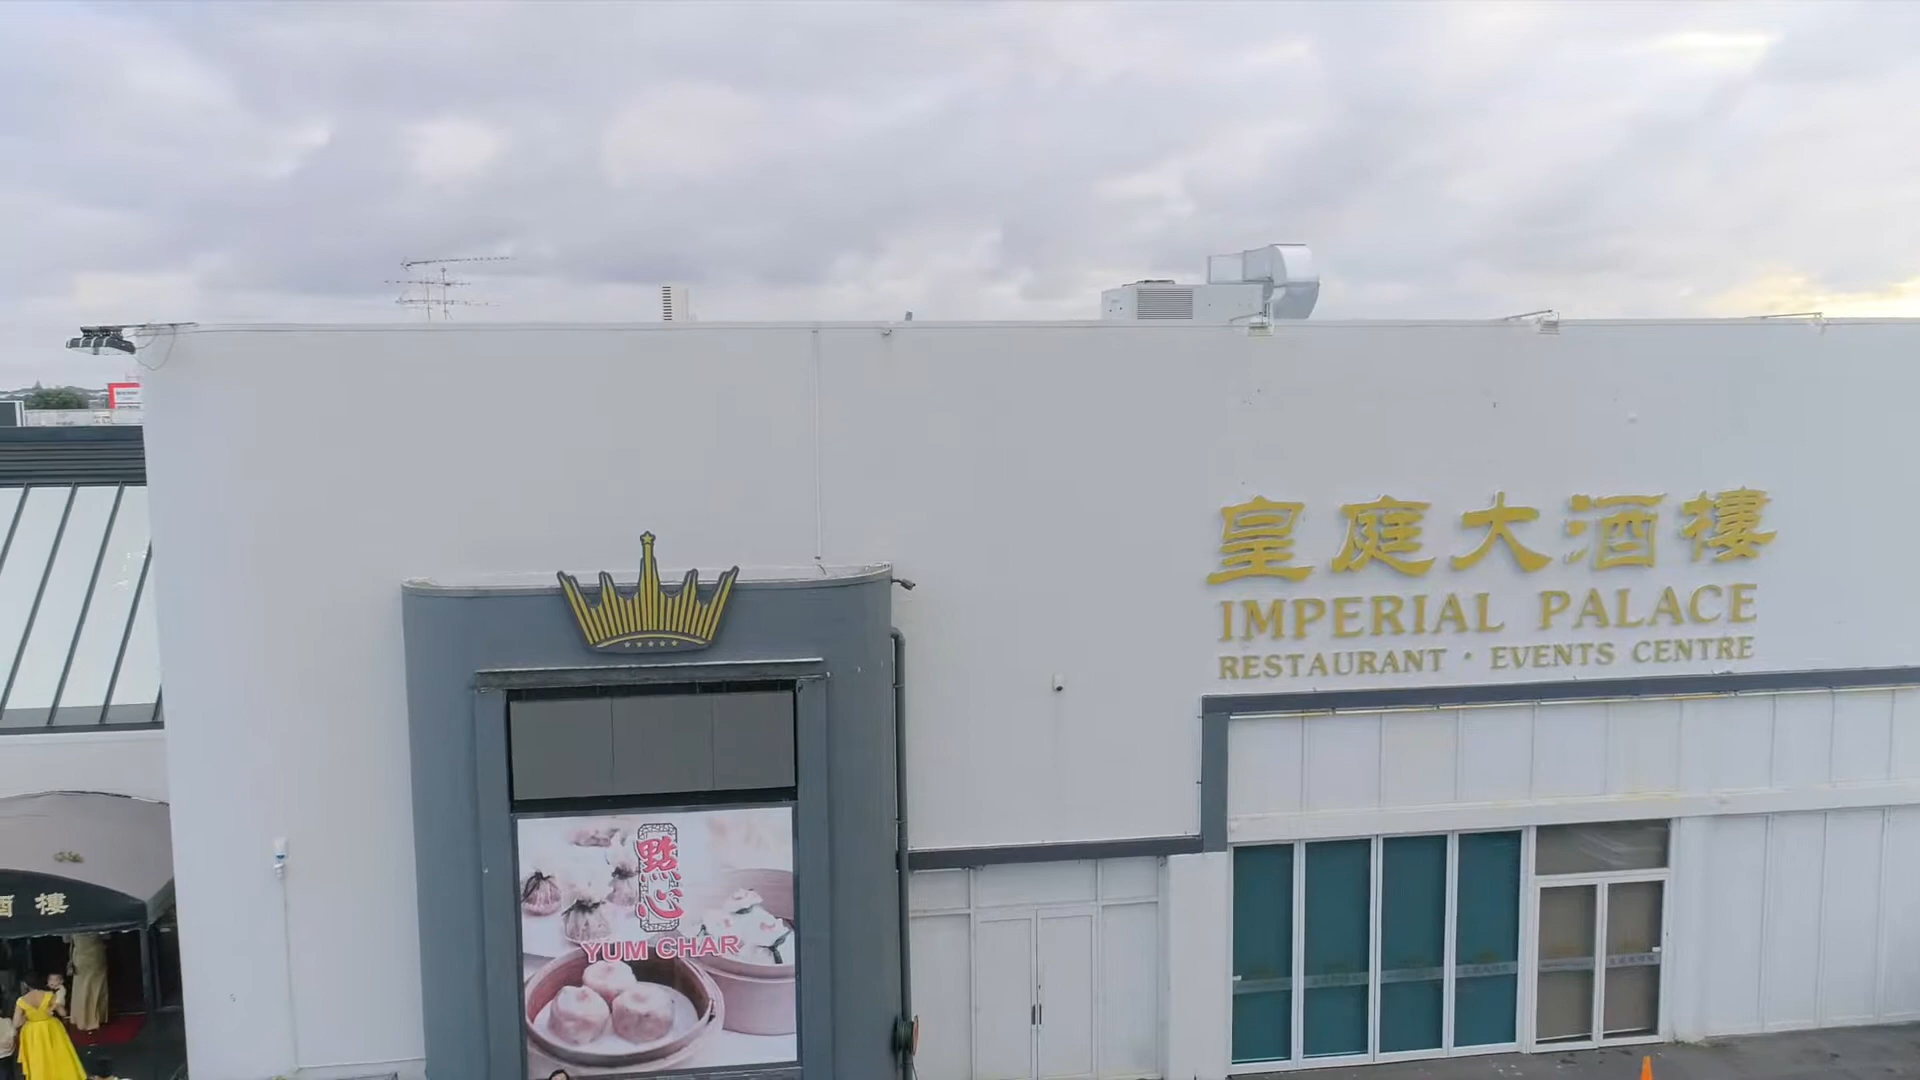 皇庭大酒樓
IMPERIAL PALACE
RESTAURANT · EVENTS CENTRE
點心
YUM CHAR
酒樓